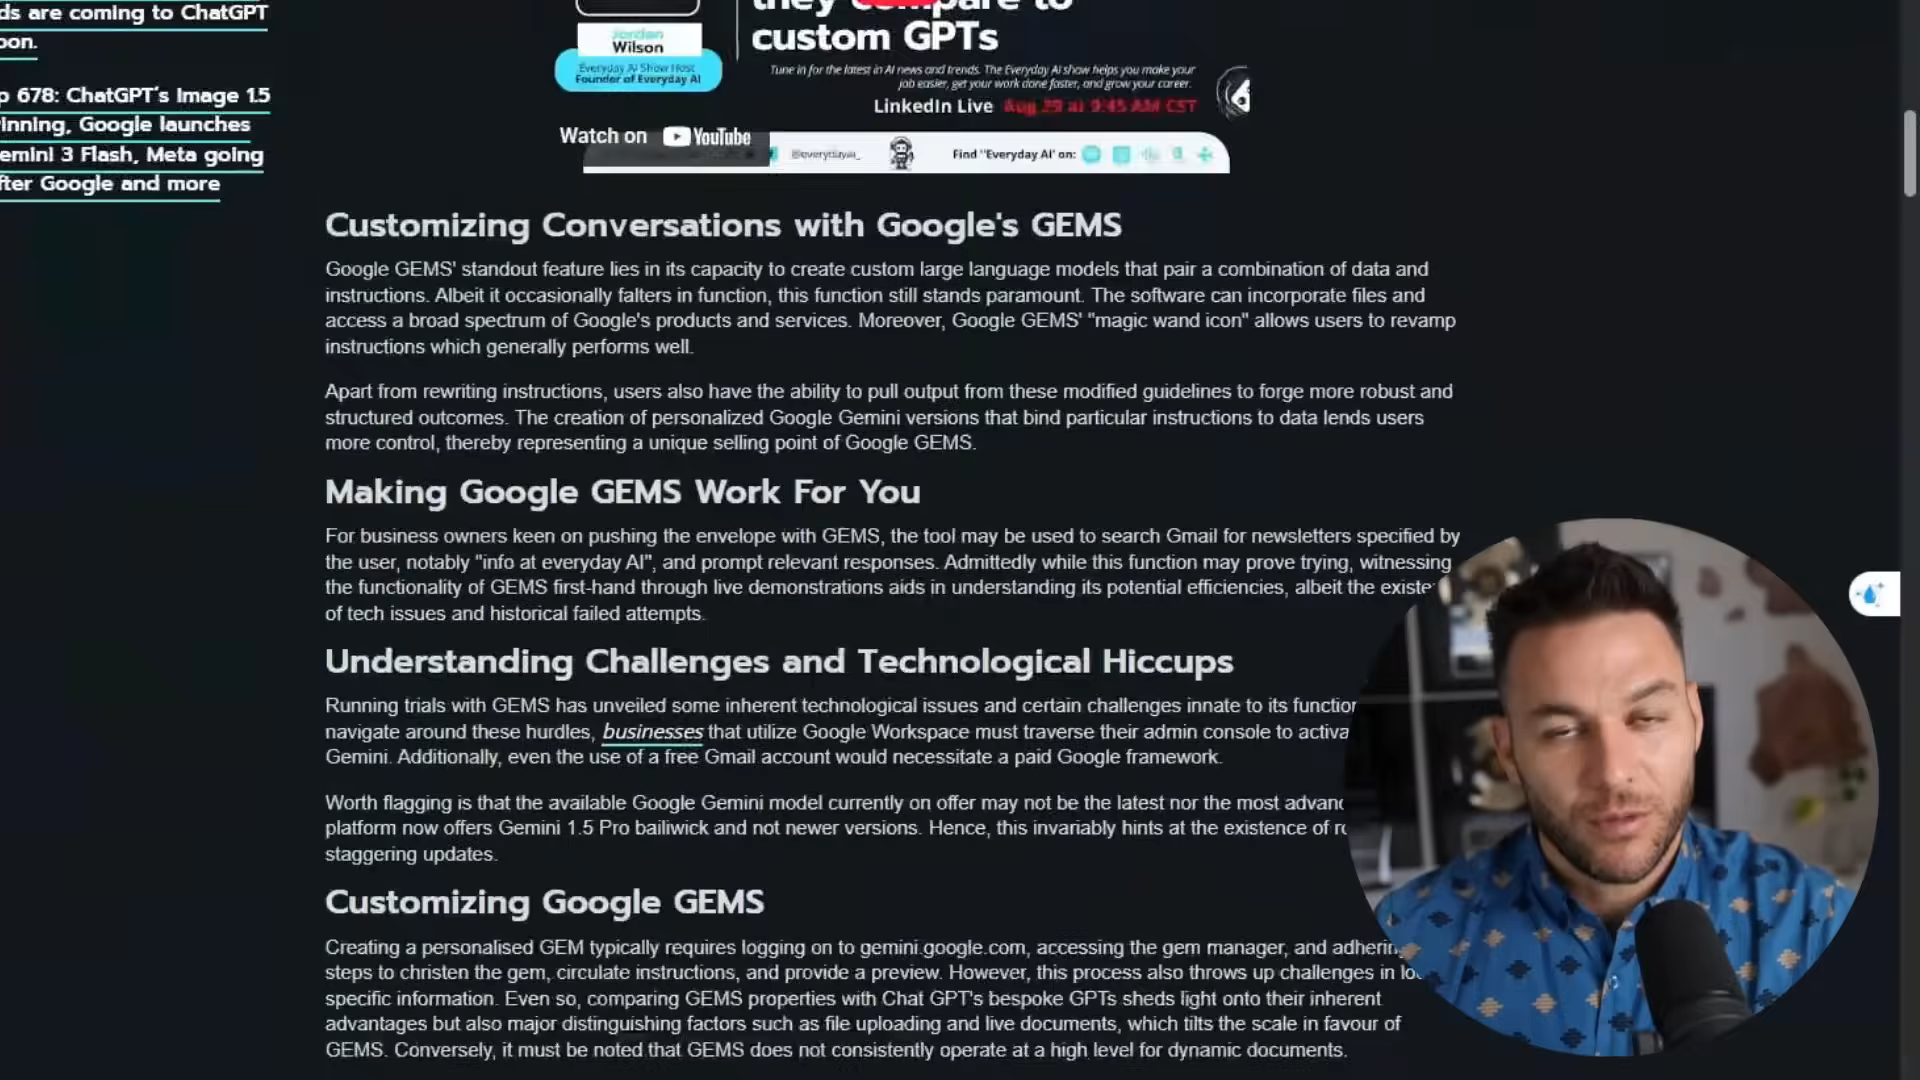 ds are coming to ChatGPT
oon.
p 678: ChatGPT's Image 1.5
inning, Google launches
emini 3 Flash, Meta going
fter Google and more
they compare to
custom GPTs
Jordan
Wilson
Everyday AI Show Host
Founder of Everyday AI
Tune in for the latest in AI news and trends. The Everyday AI show helps you make your
job easier, get your work done faster, and grow your career.
LinkedIn Live Aug 29 at 9:45 AM CST
Watch on YouTube
@everydayai_
Find "Everyday AI" on:
Customizing Conversations with Google's GEMS
Google GEMS' standout feature lies in its capacity to create custom large language models that pair a combination of data and
instructions. Albeit it occasionally falters in function, this function still stands paramount. The software can incorporate files and
access a broad spectrum of Google's products and services. Moreover, Google GEMS' "magic wand icon" allows users to revamp
instructions which generally performs well.
Apart from rewriting instructions, users also have the ability to pull output from these modified guidelines to forge more robust and
structured outcomes. The creation of personalized Google Gemini versions that bind particular instructions to data lends users
more control, thereby representing a unique selling point of Google GEMS.
Making Google GEMS Work For You
For business owners keen on pushing the envelope with GEMS, the tool may be used to search Gmail for newsletters specified by
the user, notably "info at everyday AI", and prompt relevant responses. Admittedly while this function may prove trying, witnessing
the functionality of GEMS first-hand through live demonstrations aids in understanding its potential efficiencies, albeit the existe
of tech issues and historical failed attempts.
Understanding Challenges and Technological Hiccups
Running trials with GEMS has unveiled some inherent technological issues and certain challenges innate to its function
navigate around these hurdles, businesses that utilize Google Workspace must traverse their admin console to activa
Gemini. Additionally, even the use of a free Gmail account would necessitate a paid Google framework.
Worth flagging is that the available Google Gemini model currently on offer may not be the latest nor the most advanc
platform now offers Gemini 1.5 Pro bailiwick and not newer versions. Hence, this invariably hints at the existence of ro
staggering updates.
Customizing Google GEMS
Creating a personalised GEM typically requires logging on to gemini.google.com, accessing the gem manager, and adherin
steps to christen the gem, circulate instructions, and provide a preview. However, this process also throws up challenges in loc
specific information. Even so, comparing GEMS properties with Chat GPT's bespoke GPTs sheds light onto their inherent
advantages but also major distinguishing factors such as file uploading and live documents, which tilts the scale in favour of
GEMS. Conversely, it must be noted that GEMS does not consistently operate at a high level for dynamic documents.